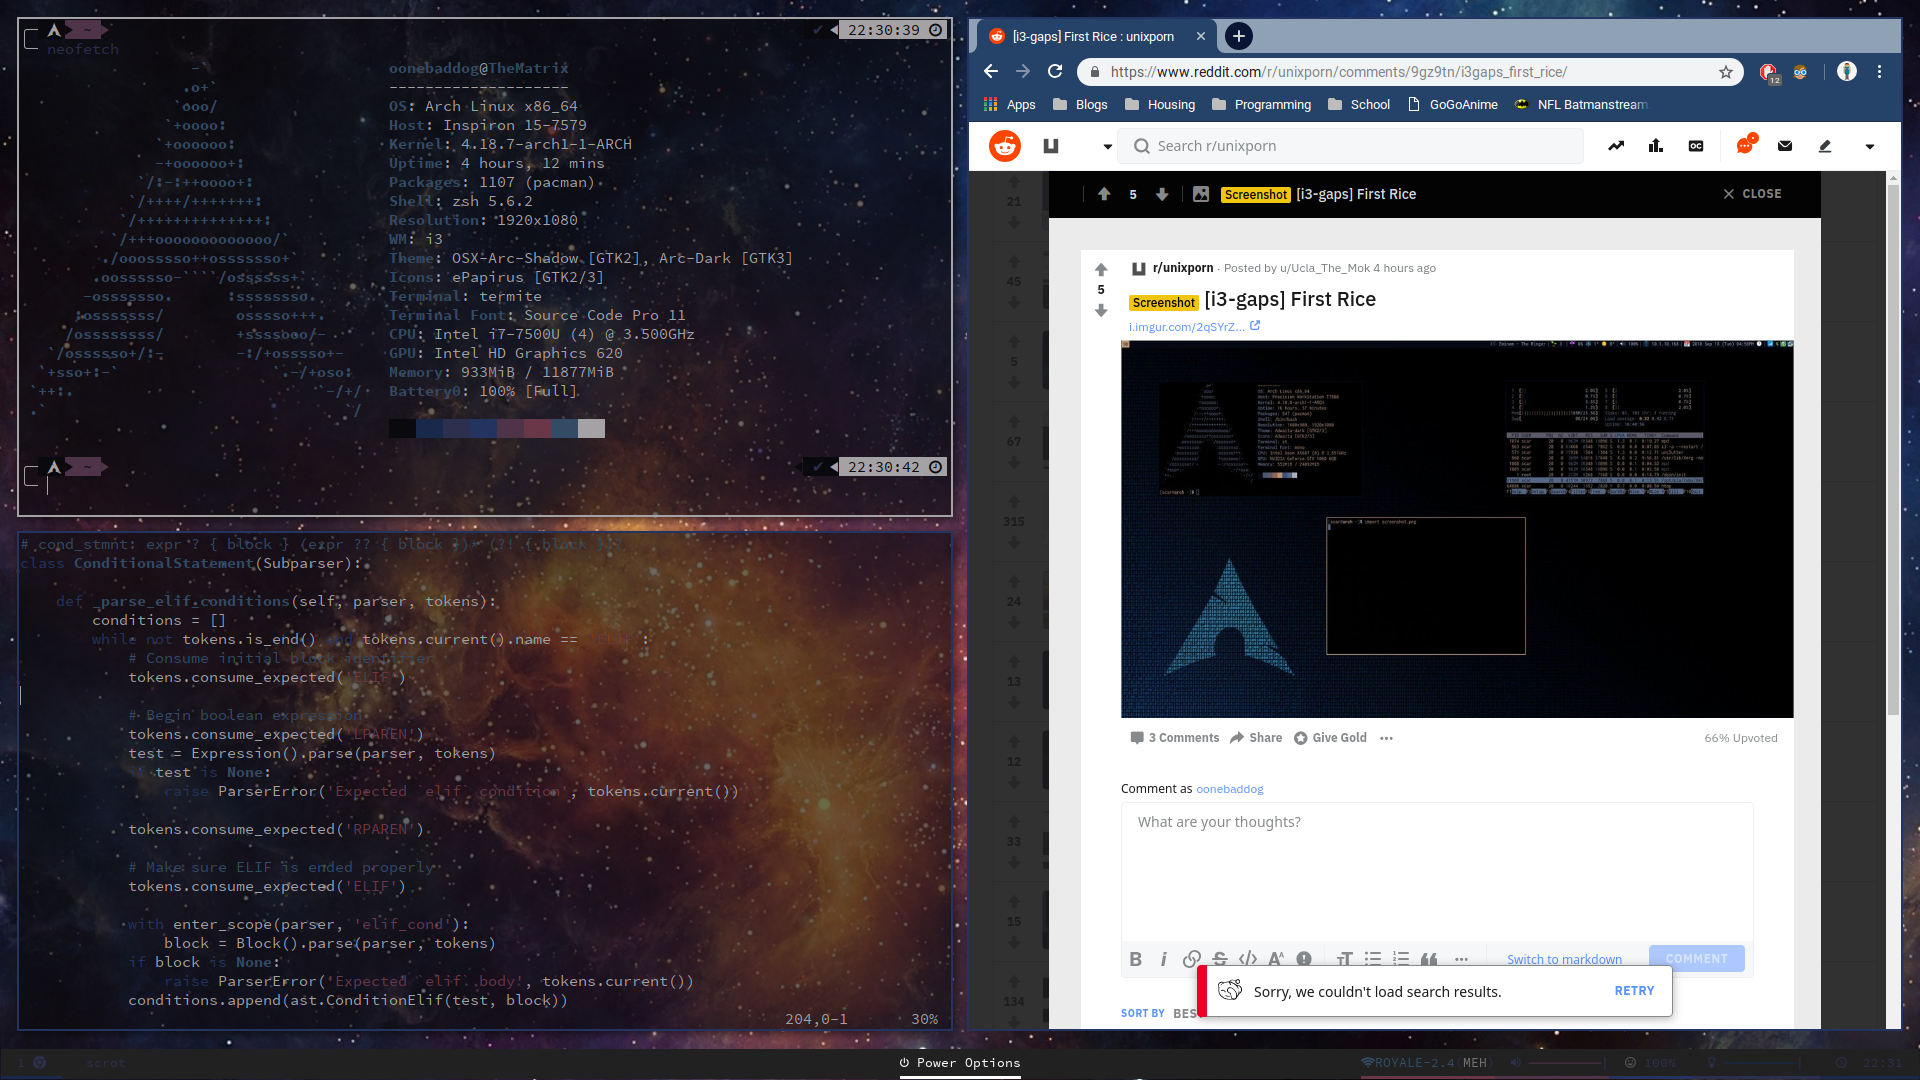 ~
✔ 22:30:39
neofetch
oonebaddog@TheMatrix
--------------------
OS: Arch Linux x86_64
Host: Inspiron 15-7579
Kernel: 4.18.7-arch1-1-ARCH
Uptime: 4 hours, 12 mins
Packages: 1107 (pacman)
Shell: zsh 5.6.2
Resolution: 1920x1080
WM: i3
Theme: OSX-Arc-Shadow [GTK2], Arc-Dark [GTK3]
Icons: ePapirus [GTK2/3]
Terminal: termite
Terminal Font: Source Code Pro 11
CPU: Intel i7-7500U (4) @ 3.500GHz
GPU: Intel HD Graphics 620
Memory: 933MiB / 11877MiB
Battery0: 100% [Full]
~
✔ 22:30:42
# cond_stmt: expr ? { block } (expr ?? { block })* (?! { block })?
class ConditionalStatement(Subparser):
def _parse_elif_conditions(self, parser, tokens):
conditions = []
while not tokens.is_end() and tokens.current().name == 'ELIF':
# Consume initial block identifier
tokens.consume_expected('ELIF')
# Begin boolean expression
tokens.consume_expected('LPAREN')
test = Expression().parse(parser, tokens)
if test is None:
raise ParserError('Expected `elif` condition', tokens.current())
tokens.consume_expected('RPAREN')
# Make sure ELIF is ended properly
tokens.consume_expected('ELIF')
with enter_scope(parser, 'elif_cond'):
block = Block().parse(parser, tokens)
if block is None:
raise ParserError('Expected `elif` body', tokens.current())
conditions.append(ast.ConditionElif(test, block))
204,0-1 30%
[i3-gaps] First Rice : unixporn
https://www.reddit.com/r/unixporn/comments/9gz9tn/i3gaps_first_rice/
12
Apps Blogs Housing Programming School GoGoAnime NFL Batmanstream
Search r/unixporn
OC
5 Screenshot [i3-gaps] First Rice CLOSE
21
45
5
67
315
24
13
12
33
15
134
r/unixporn · Posted by u/Ucla_The_Mok 4 hours ago
5
Screenshot [i3-gaps] First Rice
i.imgur.com/2qSYrZ...
3 Comments Share Give Gold ...
66% Upvoted
Comment as oonebaddog
What are your thoughts?
Switch to markdown COMMENT
Sorry, we couldn't load search results. RETRY
SORT BY BES
1 scrot
Power Options
ROYALE-2.4(MEH) 100% 22:31